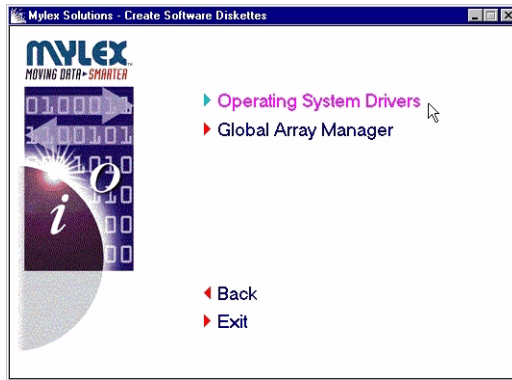 Mylex Solutions - Create Software Diskettes
MYLEX
MOVING DATA SMARTER
Operating System Drivers
Global Array Manager
Back
Exit